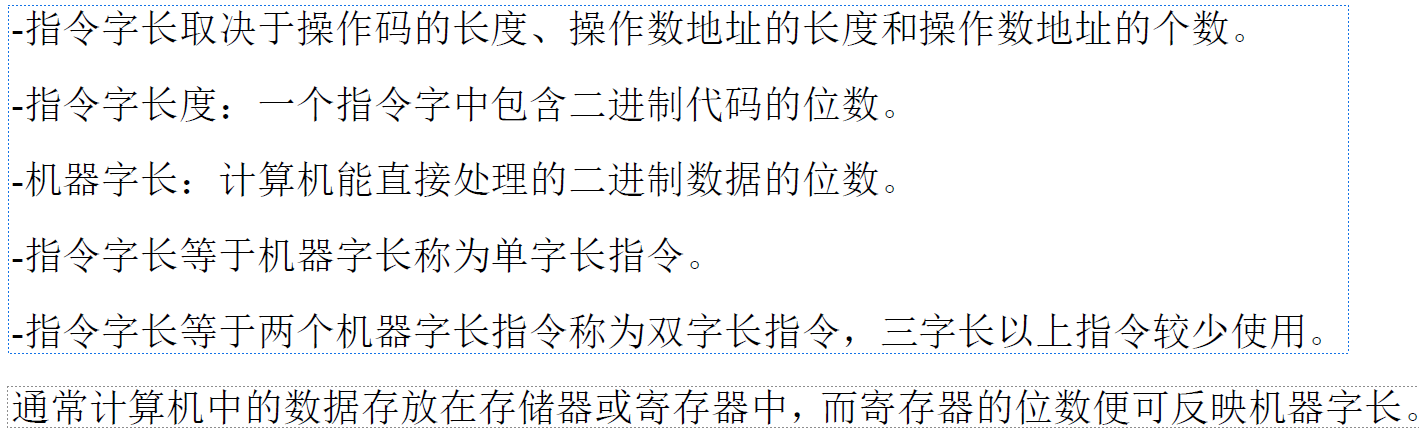 -指令字长取决于操作码的长度、操作数地址的长度和操作数地址的个数。
-指令字长度：一个指令字中包含二进制代码的位数。
-机器字长：计算机能直接处理的二进制数据的位数。
-指令字长等于机器字长称为单字长指令。
-指令字长等于两个机器字长指令称为双字长指令，三字长以上指令较少使用。
通常计算机中的数据存放在存储器或寄存器中，而寄存器的位数便可反映机器字长。